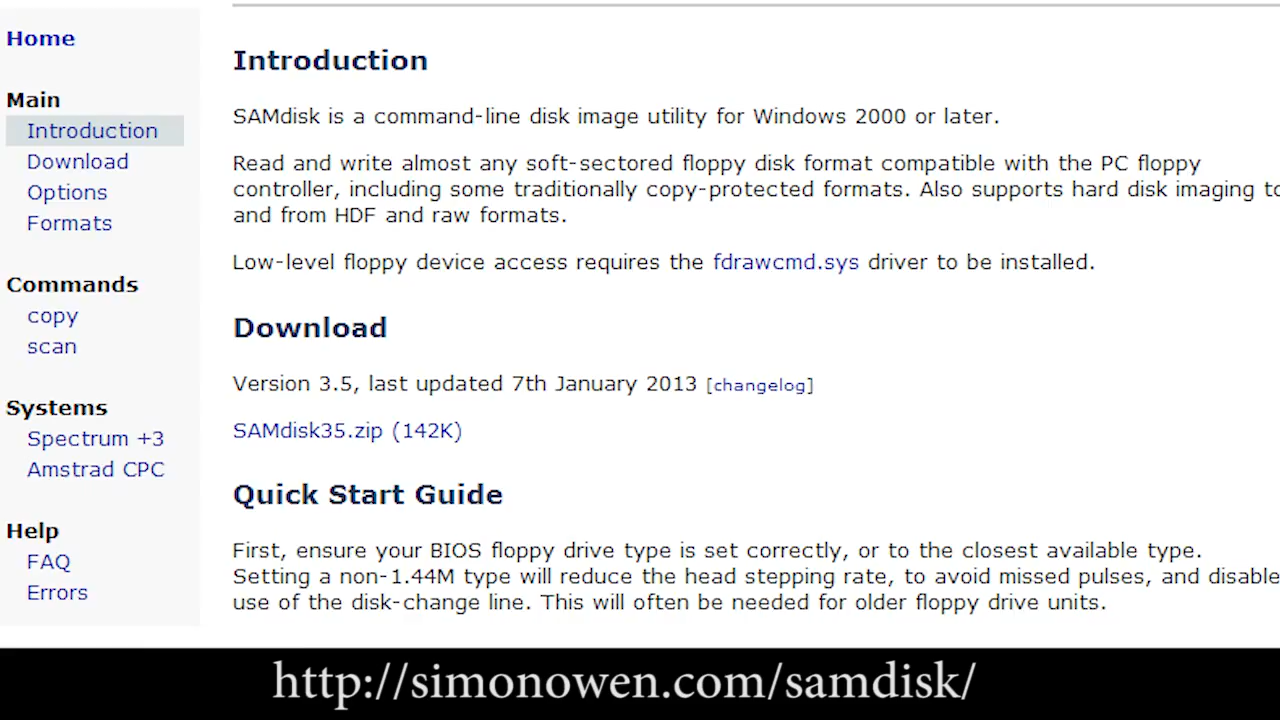 Home
Main
Introduction
Download
Options
Formats
Commands
copy
scan
Systems
Spectrum +3
Amstrad CPC
Help
FAQ
Errors
Introduction
SAMdisk is a command-line disk image utility for Windows 2000 or later.
Read and write almost any soft-sectored floppy disk format compatible with the PC floppy
controller, including some traditionally copy-protected formats. Also supports hard disk imaging to
and from HDF and raw formats.
Low-level floppy device access requires the fdrawcmd.sys driver to be installed.
Download
Version 3.5, last updated 7th January 2013 [changelog]
SAMdisk35.zip (142K)
Quick Start Guide
First, ensure your BIOS floppy drive type is set correctly, or to the closest available type.
Setting a non-1.44M type will reduce the head stepping rate, to avoid missed pulses, and disable
use of the disk-change line. This will often be needed for older floppy drive units.
http://simonowen.com/samdisk/